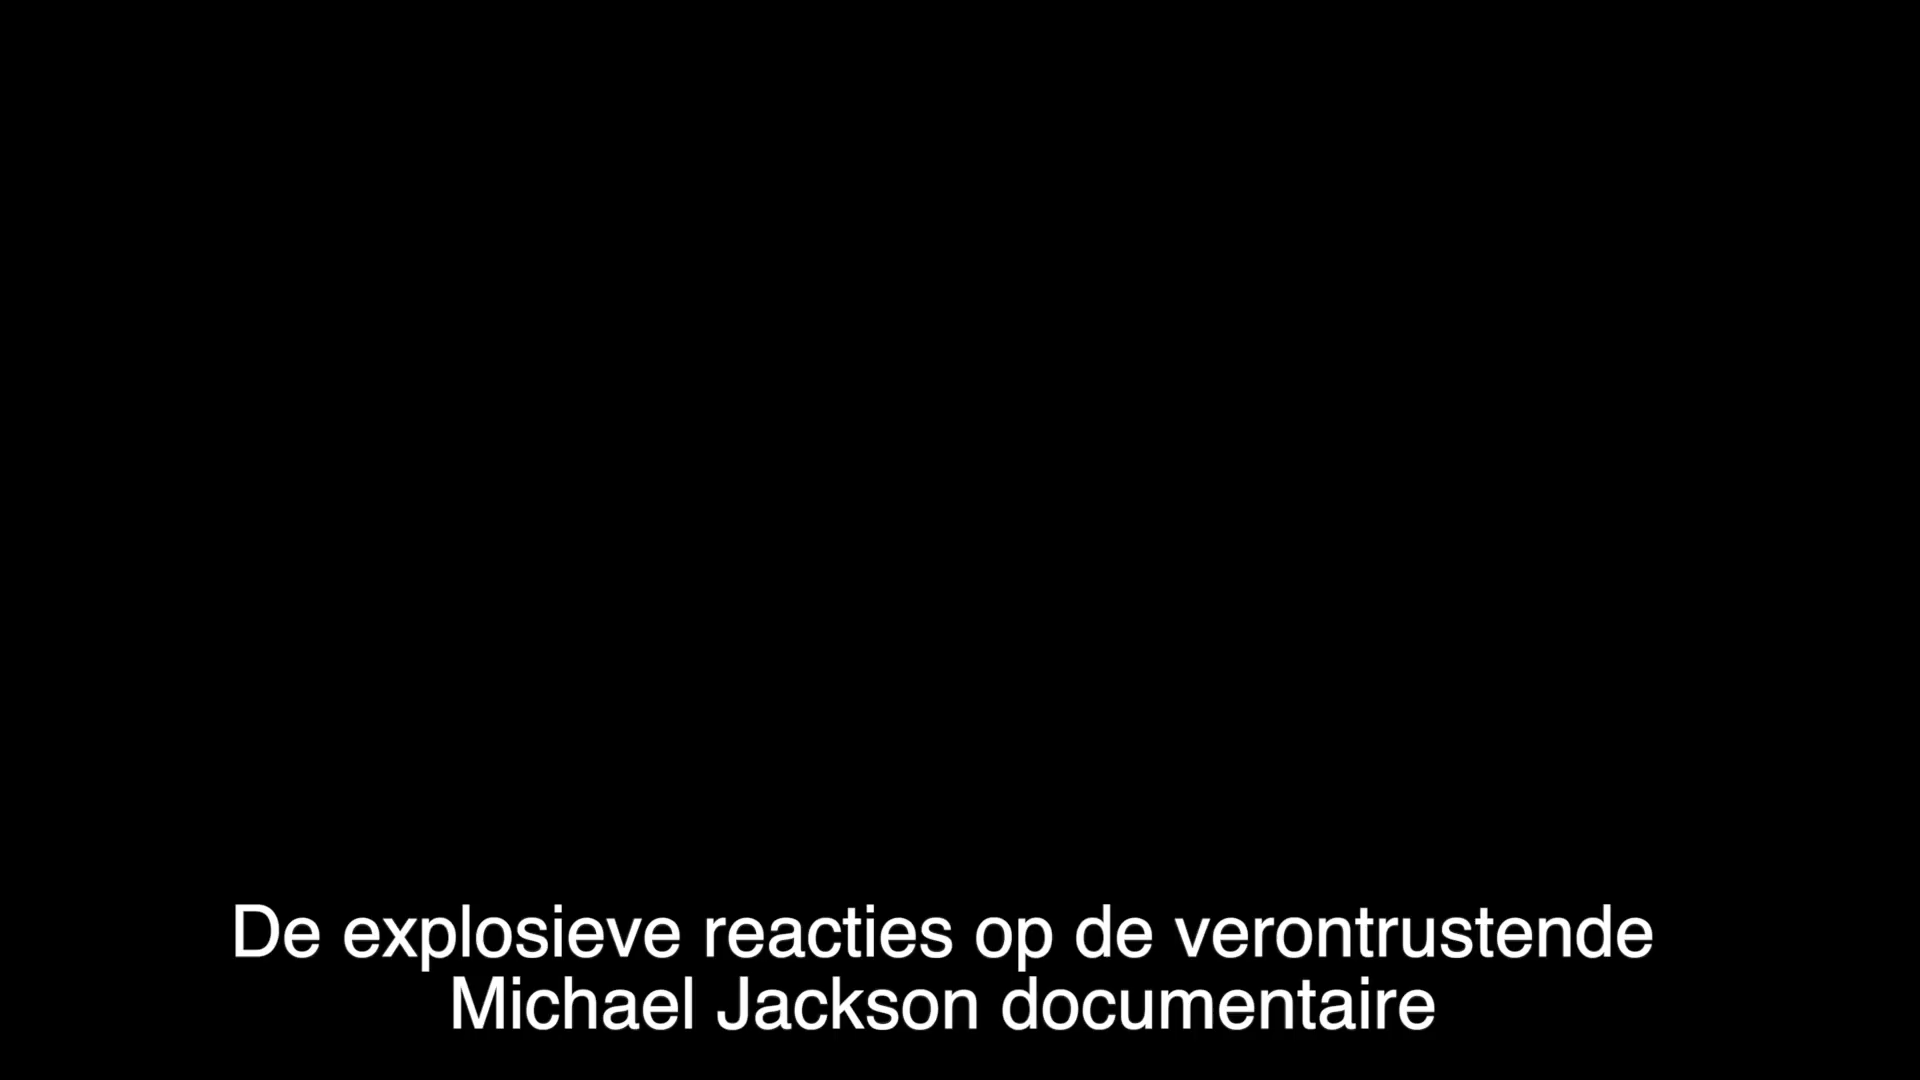 De explosieve reacties op de verontrustende
Michael Jackson documentaire